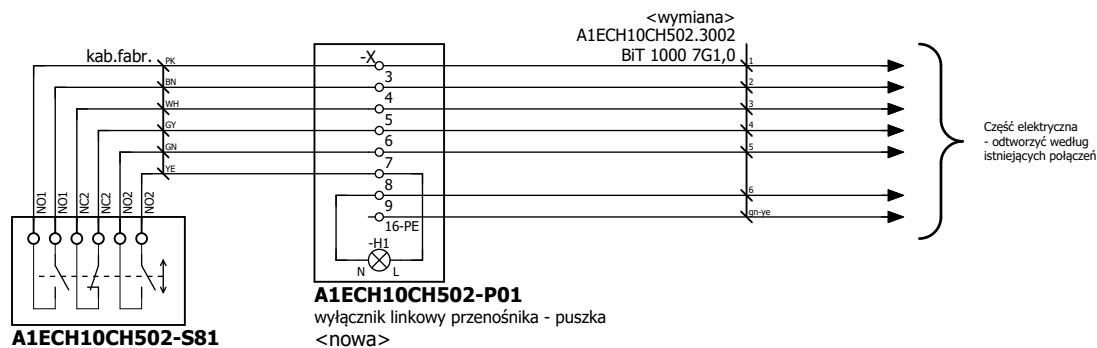 <wymiana>
A1ECH10CH502.3002
BiT 1000 7G1,0
kab.fabr.
PK
BN
WH
GY
GN
YE
-X
3
4
5
6
7
8
9
16-PE
-H1
N L
1
2
3
4
5
6
gn-ye
Część elektryczna
- odtworzyć według
istniejących połączeń
NO1
NO1
NC2
NC2
NO2
NO2
A1ECH10CH502-S81
A1ECH10CH502-P01
wyłącznik linkowy przenośnika - puszka
<nowa>